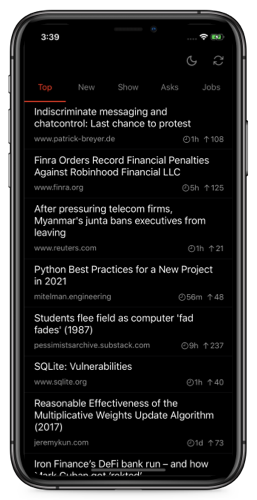 3:39
Top New Show Asks Jobs
Indiscriminate messaging and
chatcontrol: Last chance to protest
www.patrick-breyer.de 1h ↑108
Finra Orders Record Financial Penalties
Against Robinhood Financial LLC
www.finra.org 5h ↑125
After pressuring telecom firms,
Myanmar's junta bans executives from
leaving
www.reuters.com 1h ↑21
Python Best Practices for a New Project
in 2021
mitelman.engineering 56m ↑48
Students flee field as computer 'fad
fades' (1987)
pessimistsarchive.substack.com 9h ↑237
SQLite: Vulnerabilities
www.sqlite.org 1h ↑40
Reasonable Effectiveness of the
Multiplicative Weights Update Algorithm
(2017)
jeremykun.com 1d ↑73
Iron Finance's DeFi bank run – and how
'Mark Cuban got 'rekt'